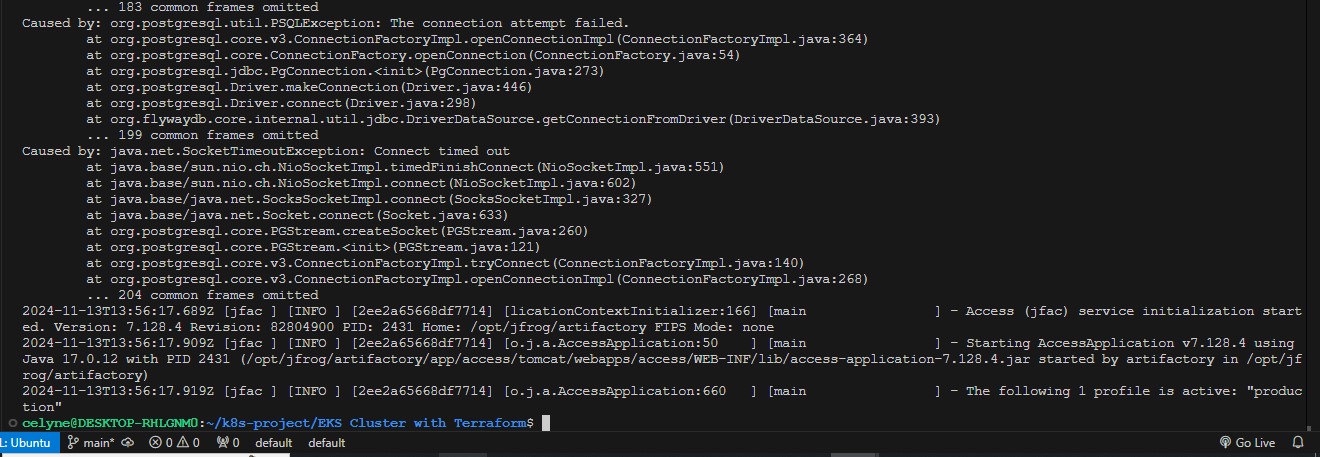 ... 183 common frames omitted
Caused by: org.postgresql.util.PSQLException: The connection attempt failed.
at org.postgresql.core.v3.ConnectionFactoryImpl.openConnectionImpl(ConnectionFactoryImpl.java:364)
at org.postgresql.core.ConnectionFactory.openConnection(ConnectionFactory.java:54)
at org.postgresql.jdbc.PgConnection.<init>(PgConnection.java:273)
at org.postgresql.Driver.makeConnection(Driver.java:446)
at org.postgresql.Driver.connect(Driver.java:298)
at org.flywaydb.core.internal.util.jdbc.DriverDataSource.getConnectionFromDriver(DriverDataSource.java:393)
... 199 common frames omitted
Caused by: java.net.SocketTimeoutException: Connect timed out
at java.base/sun.nio.ch.NioSocketImpl.timedFinishConnect(NioSocketImpl.java:551)
at java.base/sun.nio.ch.NioSocketImpl.connect(NioSocketImpl.java:602)
at java.base/java.net.SocksSocketImpl.connect(SocksSocketImpl.java:327)
at java.base/java.net.Socket.connect(Socket.java:633)
at org.postgresql.core.PGStream.createSocket(PGStream.java:260)
at org.postgresql.core.PGStream.<init>(PGStream.java:121)
at org.postgresql.core.v3.ConnectionFactoryImpl.tryConnect(ConnectionFactoryImpl.java:140)
at org.postgresql.core.v3.ConnectionFactoryImpl.openConnectionImpl(ConnectionFactoryImpl.java:268)
... 204 common frames omitted
2024-11-13T13:56:17.689Z [jfac ] [INFO ] [2ee2a65668df7714] [licationContextInitializer:166] [main                ] - Access (jfac) service initialization start
ed. Version: 7.128.4 Revision: 82804900 PID: 2431 Home: /opt/jfrog/artifactory FIPS Mode: none
2024-11-13T13:56:17.909Z [jfac ] [INFO ] [2ee2a65668df7714] [o.j.a.AccessApplication:50    ] [main                ] - Starting AccessApplication v7.128.4 using
Java 17.0.12 with PID 2431 (/opt/jfrog/artifactory/app/access/tomcat/webapps/access/WEB-INF/lib/access-application-7.128.4.jar started by artifactory in /opt/jf
rog/artifactory)
2024-11-13T13:56:17.919Z [jfac ] [INFO ] [2ee2a65668df7714] [o.j.a.AccessApplication:660   ] [main                ] - The following 1 profile is active: "produc
tion"
celyne@DESKTOP-RHLGNM0:~/k8s-project/EKS Cluster with Terraform$
L: Ubuntu main* 0 0 0 default default Go Live